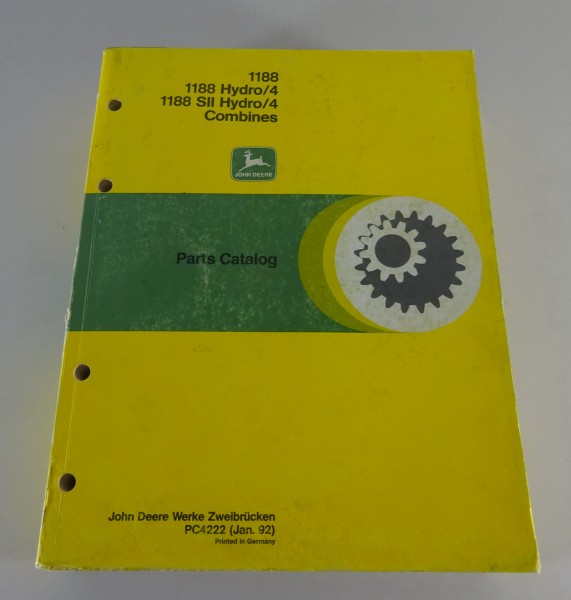 1188
1188 Hydro/4
1188 SII Hydro/4
Combines
JOHN DEERE
Parts Catalog
John Deere Werke Zweibrücken
PC4222 (Jan. 92)
Printed in Germany